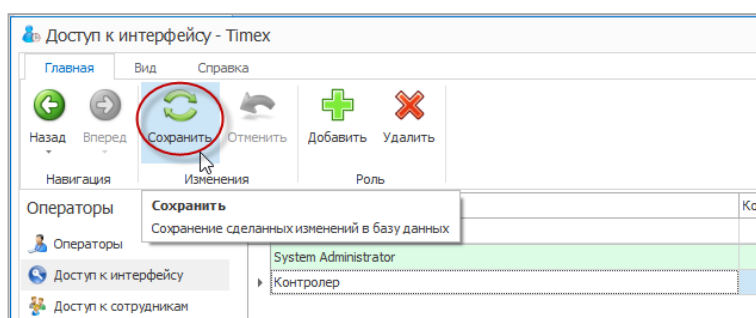 Доступ к интерфейсу - Timex
Главная Вид Справка
Назад Вперед Сохранить Отменить Добавить Удалить
Навигация Изменения Роль
Операторы
Сохранить
Сохранение сделанных изменений в базу данных
Операторы
System Administrator
Доступ к интерфейсу
Контролер
Доступ к сотрудникам